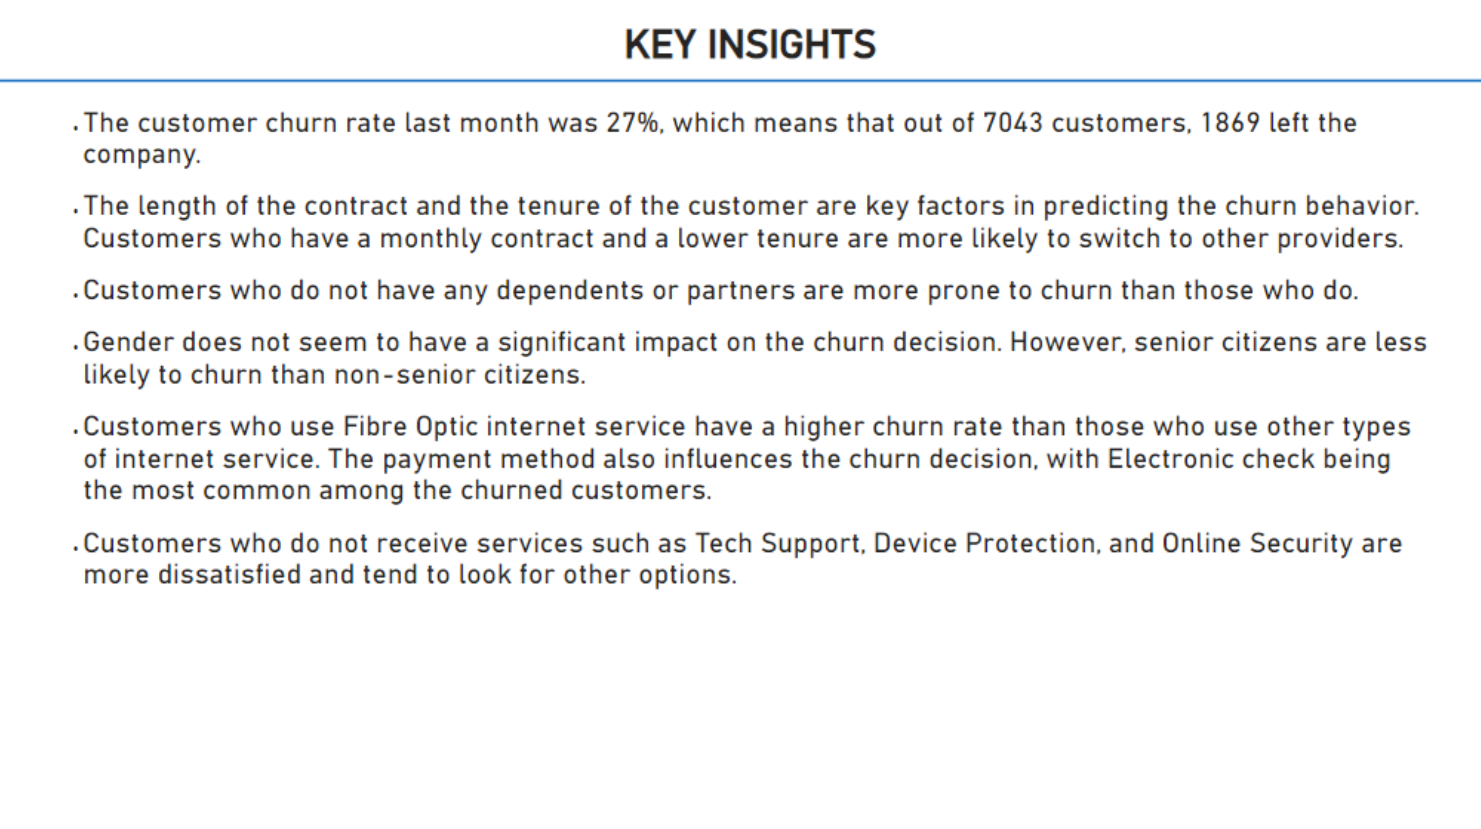 KEY INSIGHTS
.The customer churn rate last month was 27%, which means that out of 7043 customers, 1869 left the
company.
.The length of the contract and the tenure of the customer are key factors in predicting the churn behavior.
Customers who have a monthly contract and a lower tenure are more likely to switch to other providers.
.Customers who do not have any dependents or partners are more prone to churn than those who do.
.Gender does not seem to have a significant impact on the churn decision. However, senior citizens are less
likely to churn than non-senior citizens.
.Customers who use Fibre Optic internet service have a higher churn rate than those who use other types
of internet service. The payment method also influences the churn decision, with Electronic check being
the most common among the churned customers.
.Customers who do not receive services such as Tech Support, Device Protection, and Online Security are
more dissatisfied and tend to look for other options.